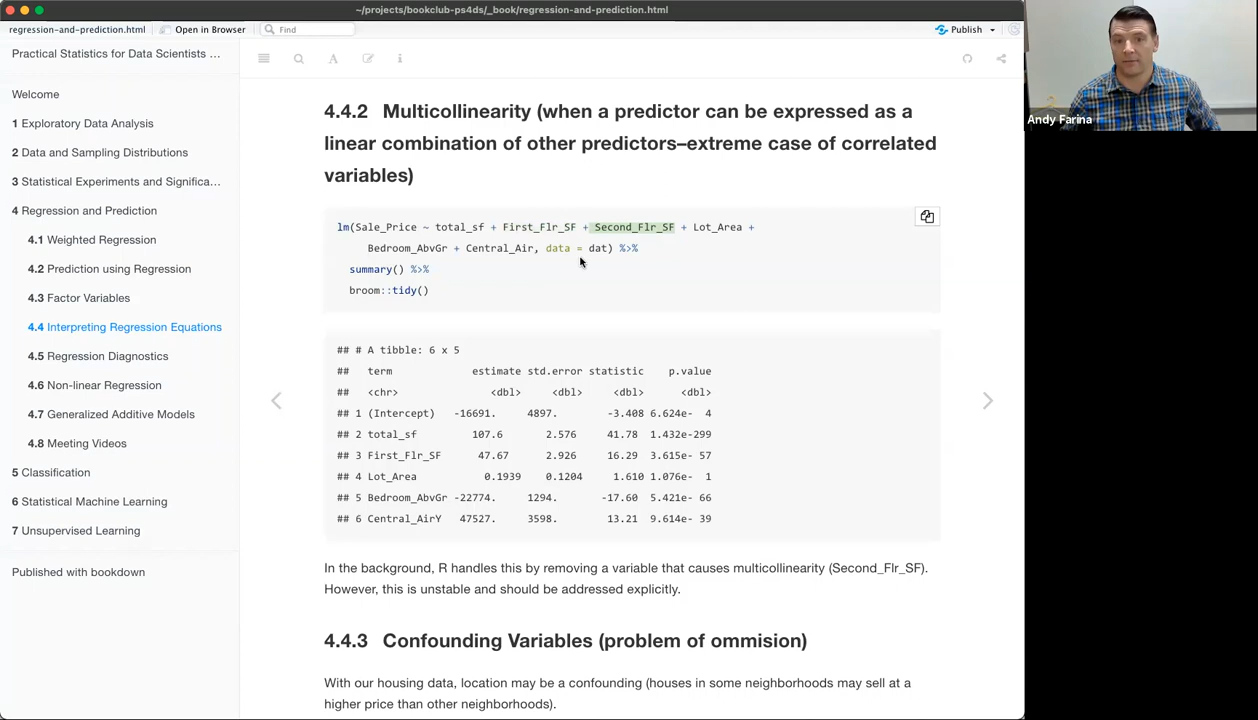 ~/projects/bookclub-ps4ds/_book/regression-and-prediction.html
regression-and-prediction.html
Open in Browser
Find
Publish
Practical Statistics for Data Scientists ...
Welcome
1 Exploratory Data Analysis
2 Data and Sampling Distributions
3 Statistical Experiments and Significa...
4 Regression and Prediction
4.1 Weighted Regression
4.2 Prediction using Regression
4.3 Factor Variables
4.4 Interpreting Regression Equations
4.5 Regression Diagnostics
4.6 Non-linear Regression
4.7 Generalized Additive Models
4.8 Meeting Videos
5 Classification
6 Statistical Machine Learning
7 Unsupervised Learning
Published with bookdown
4.4.2 Multicollinearity (when a predictor can be expressed as a
linear combination of other predictors–extreme case of correlated
variables)
lm(Sale_Price ~ total_sf + First_Flr_SF + Second_Flr_SF + Lot_Area +
Bedroom_AbvGr + Central_Air, data = dat) %>%
summary() %>%
broom::tidy()
## # A tibble: 6 x 5
## term estimate std.error statistic p.value
## <chr> <dbl> <dbl> <dbl> <dbl>
## 1 (Intercept) -16691. 4897. -3.408 6.624e- 4
## 2 total_sf 107.6 2.576 41.78 1.432e-299
## 3 First_Flr_SF 47.67 2.926 16.29 3.615e- 57
## 4 Lot_Area 0.1939 0.1204 1.610 1.076e- 1
## 5 Bedroom_AbvGr -22774. 1294. -17.60 5.421e- 66
## 6 Central_AirY 47527. 3598. 13.21 9.614e- 39
In the background, R handles this by removing a variable that causes multicollinearity (Second_Flr_SF).
However, this is unstable and should be addressed explicitly.
4.4.3 Confounding Variables (problem of ommision)
With our housing data, location may be a confounding (houses in some neighborhoods may sell at a
higher price than other neighborhoods).
Andy Farina